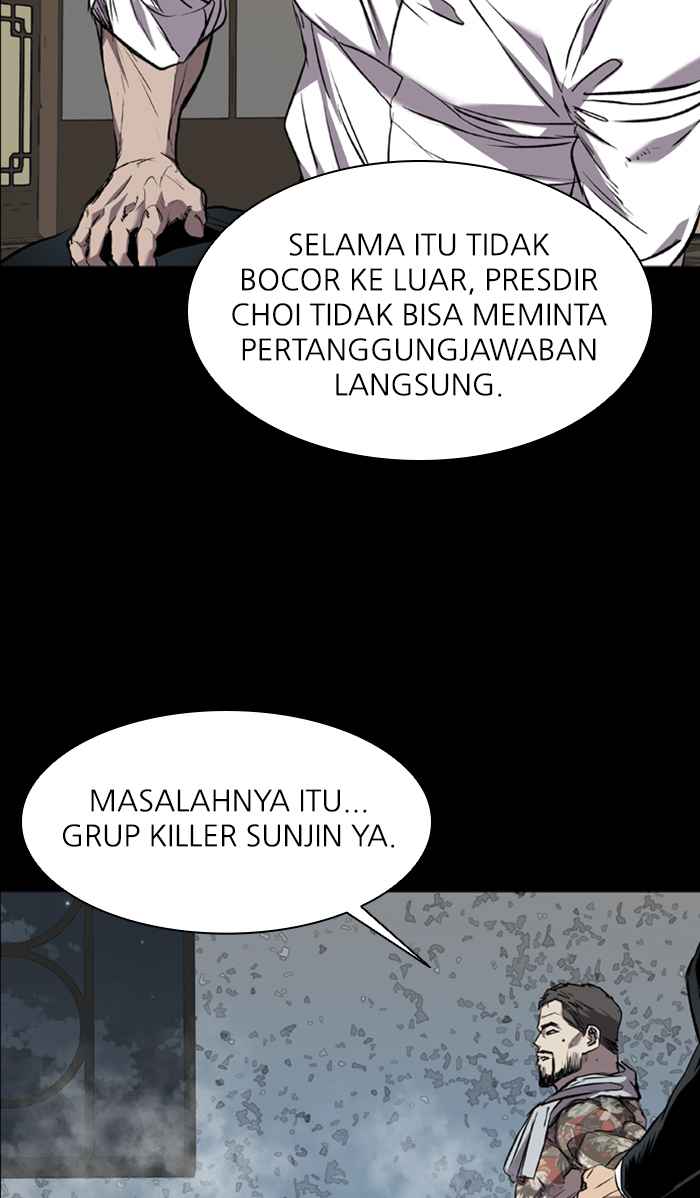 SELAMA ITU TIDAK
BOCOR KE LUAR, PRESDIR
CHOI TIDAK BISA MEMINTA
PERTANGGUNGJAWABAN
LANGSUNG.
MASALAHNYA ITU...
GRUP KILLER SUNJIN YA.